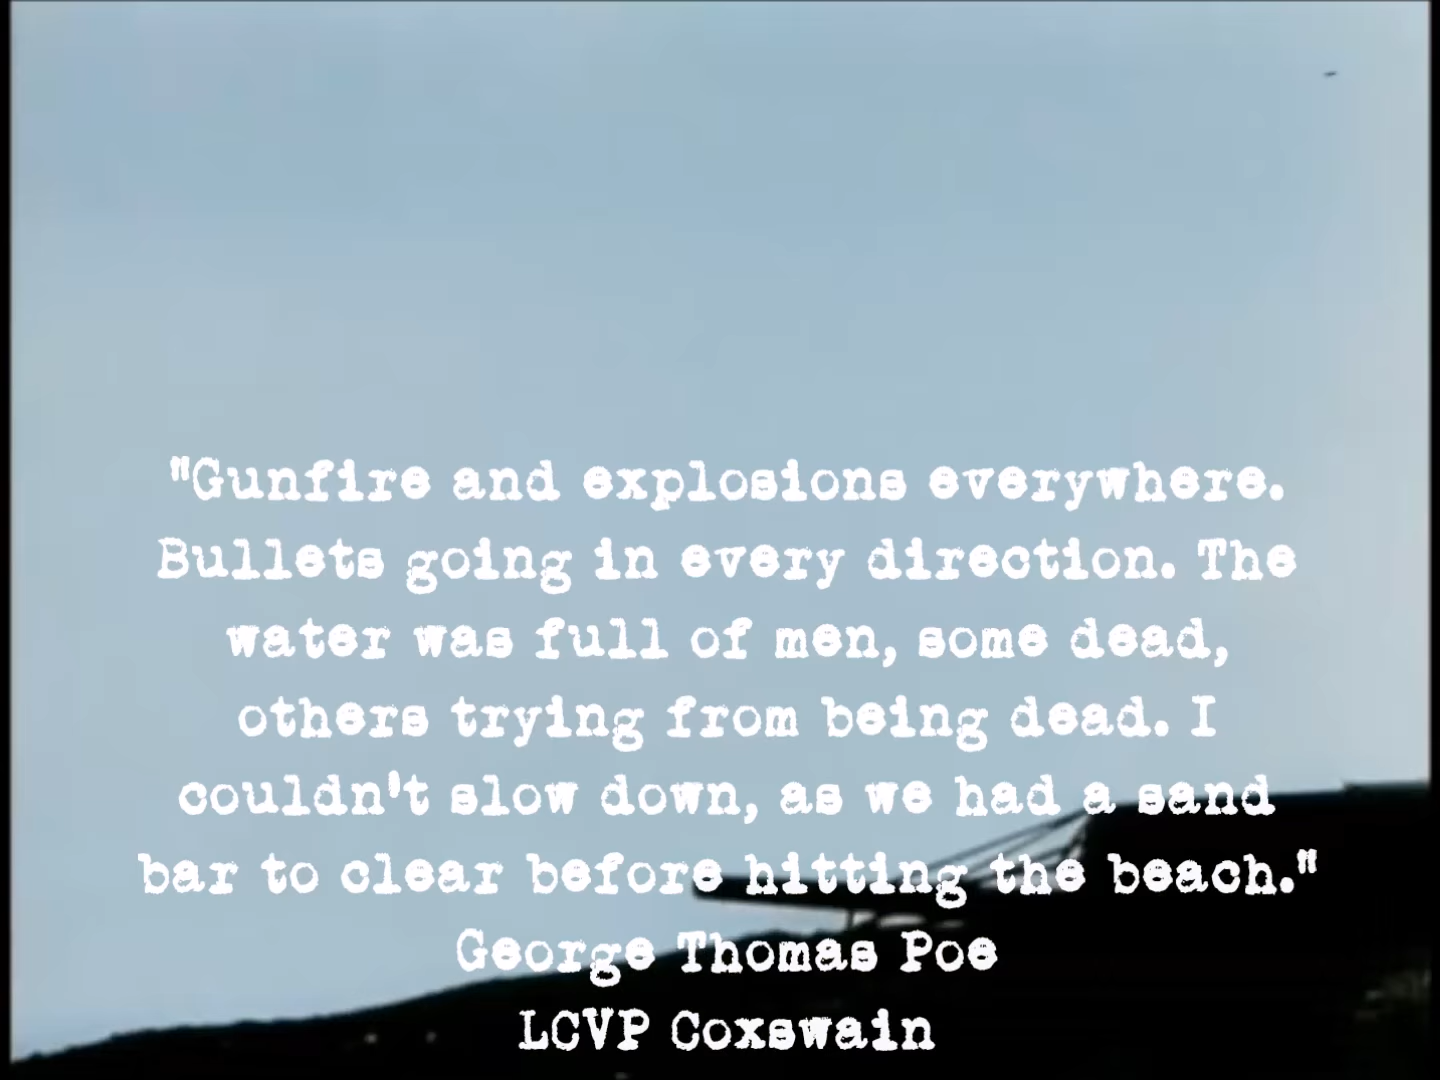 "Gunfire and explosions everywhere.
Bullets going in every direction. The
water was full of men, some dead,
others trying from being dead. I
couldn't slow down, as we had a sand
bar to clear before hitting the beach."
George Thomas Poe
LCVP Coxswain